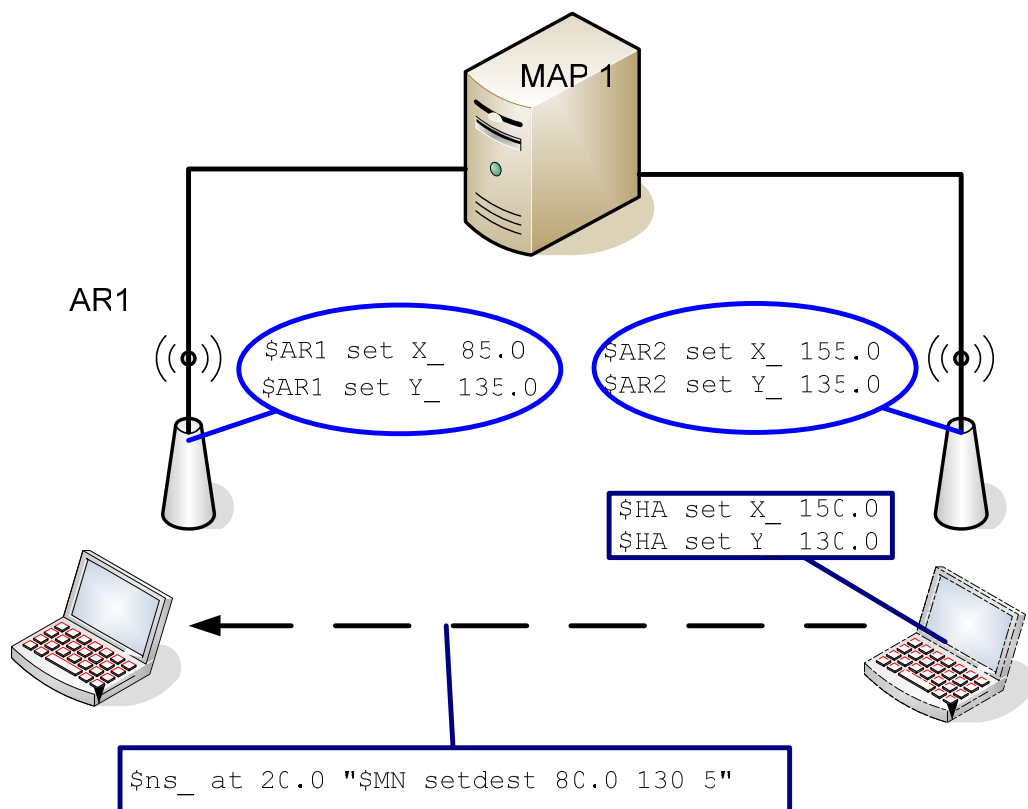 MAP 1
AR1
$AR1 set X_ 85.0
$AR1 set Y_ 135.0
$AR2 set X_ 155.0
$AR2 set Y_ 135.0
$HA set X_ 150.0
$HA set Y_ 130.0
$ns_ at 20.0 "$MN setdest 80.0 130 5"